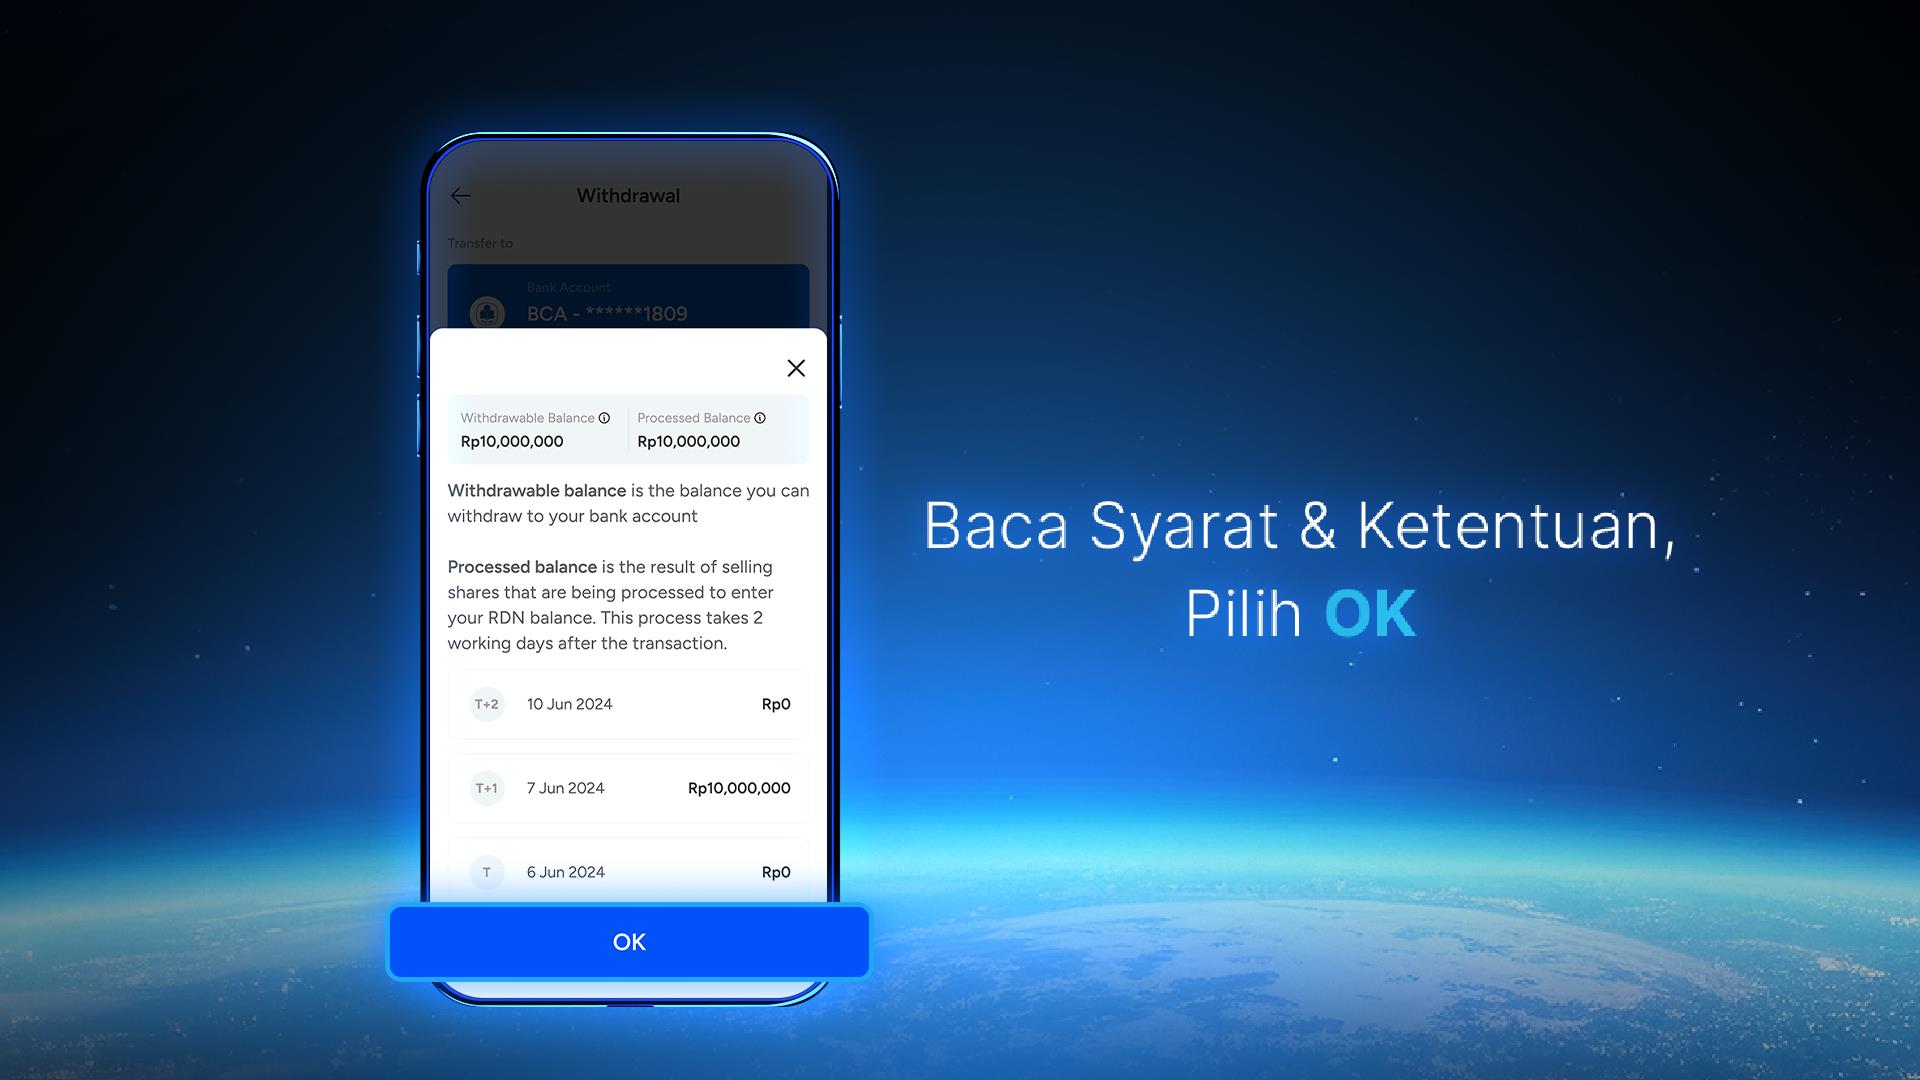 Withdrawal
Transfer to
Bank Account
BCA - ******1809
Withdrawable Balance
Rp10,000,000
Processed Balance
Rp10,000,000
Withdrawable balance is the balance you can
withdraw to your bank account
Processed balance is the result of selling
shares that are being processed to enter
your RDN balance. This process takes 2
working days after the transaction.
T+2 10 Jun 2024 Rp0
T+1 7 Jun 2024 Rp10,000,000
T 6 Jun 2024 Rp0
OK
Baca Syarat & Ketentuan,
Pilih OK